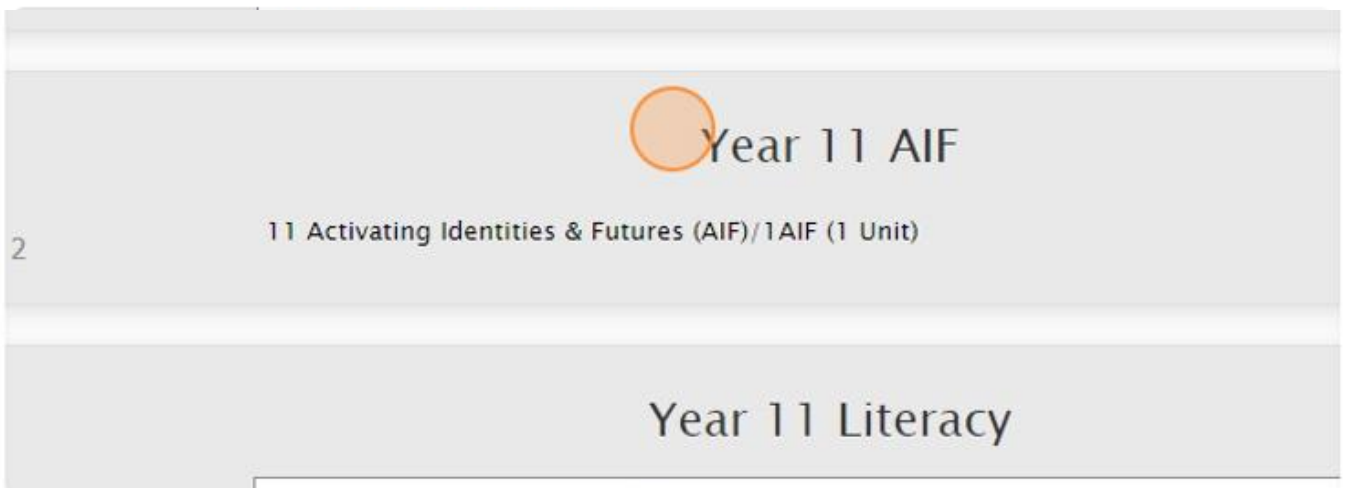 Year 11 AIF
11 Activating Identities & Futures (AIF)/1AIF (1 Unit)
2
Year 11 Literacy